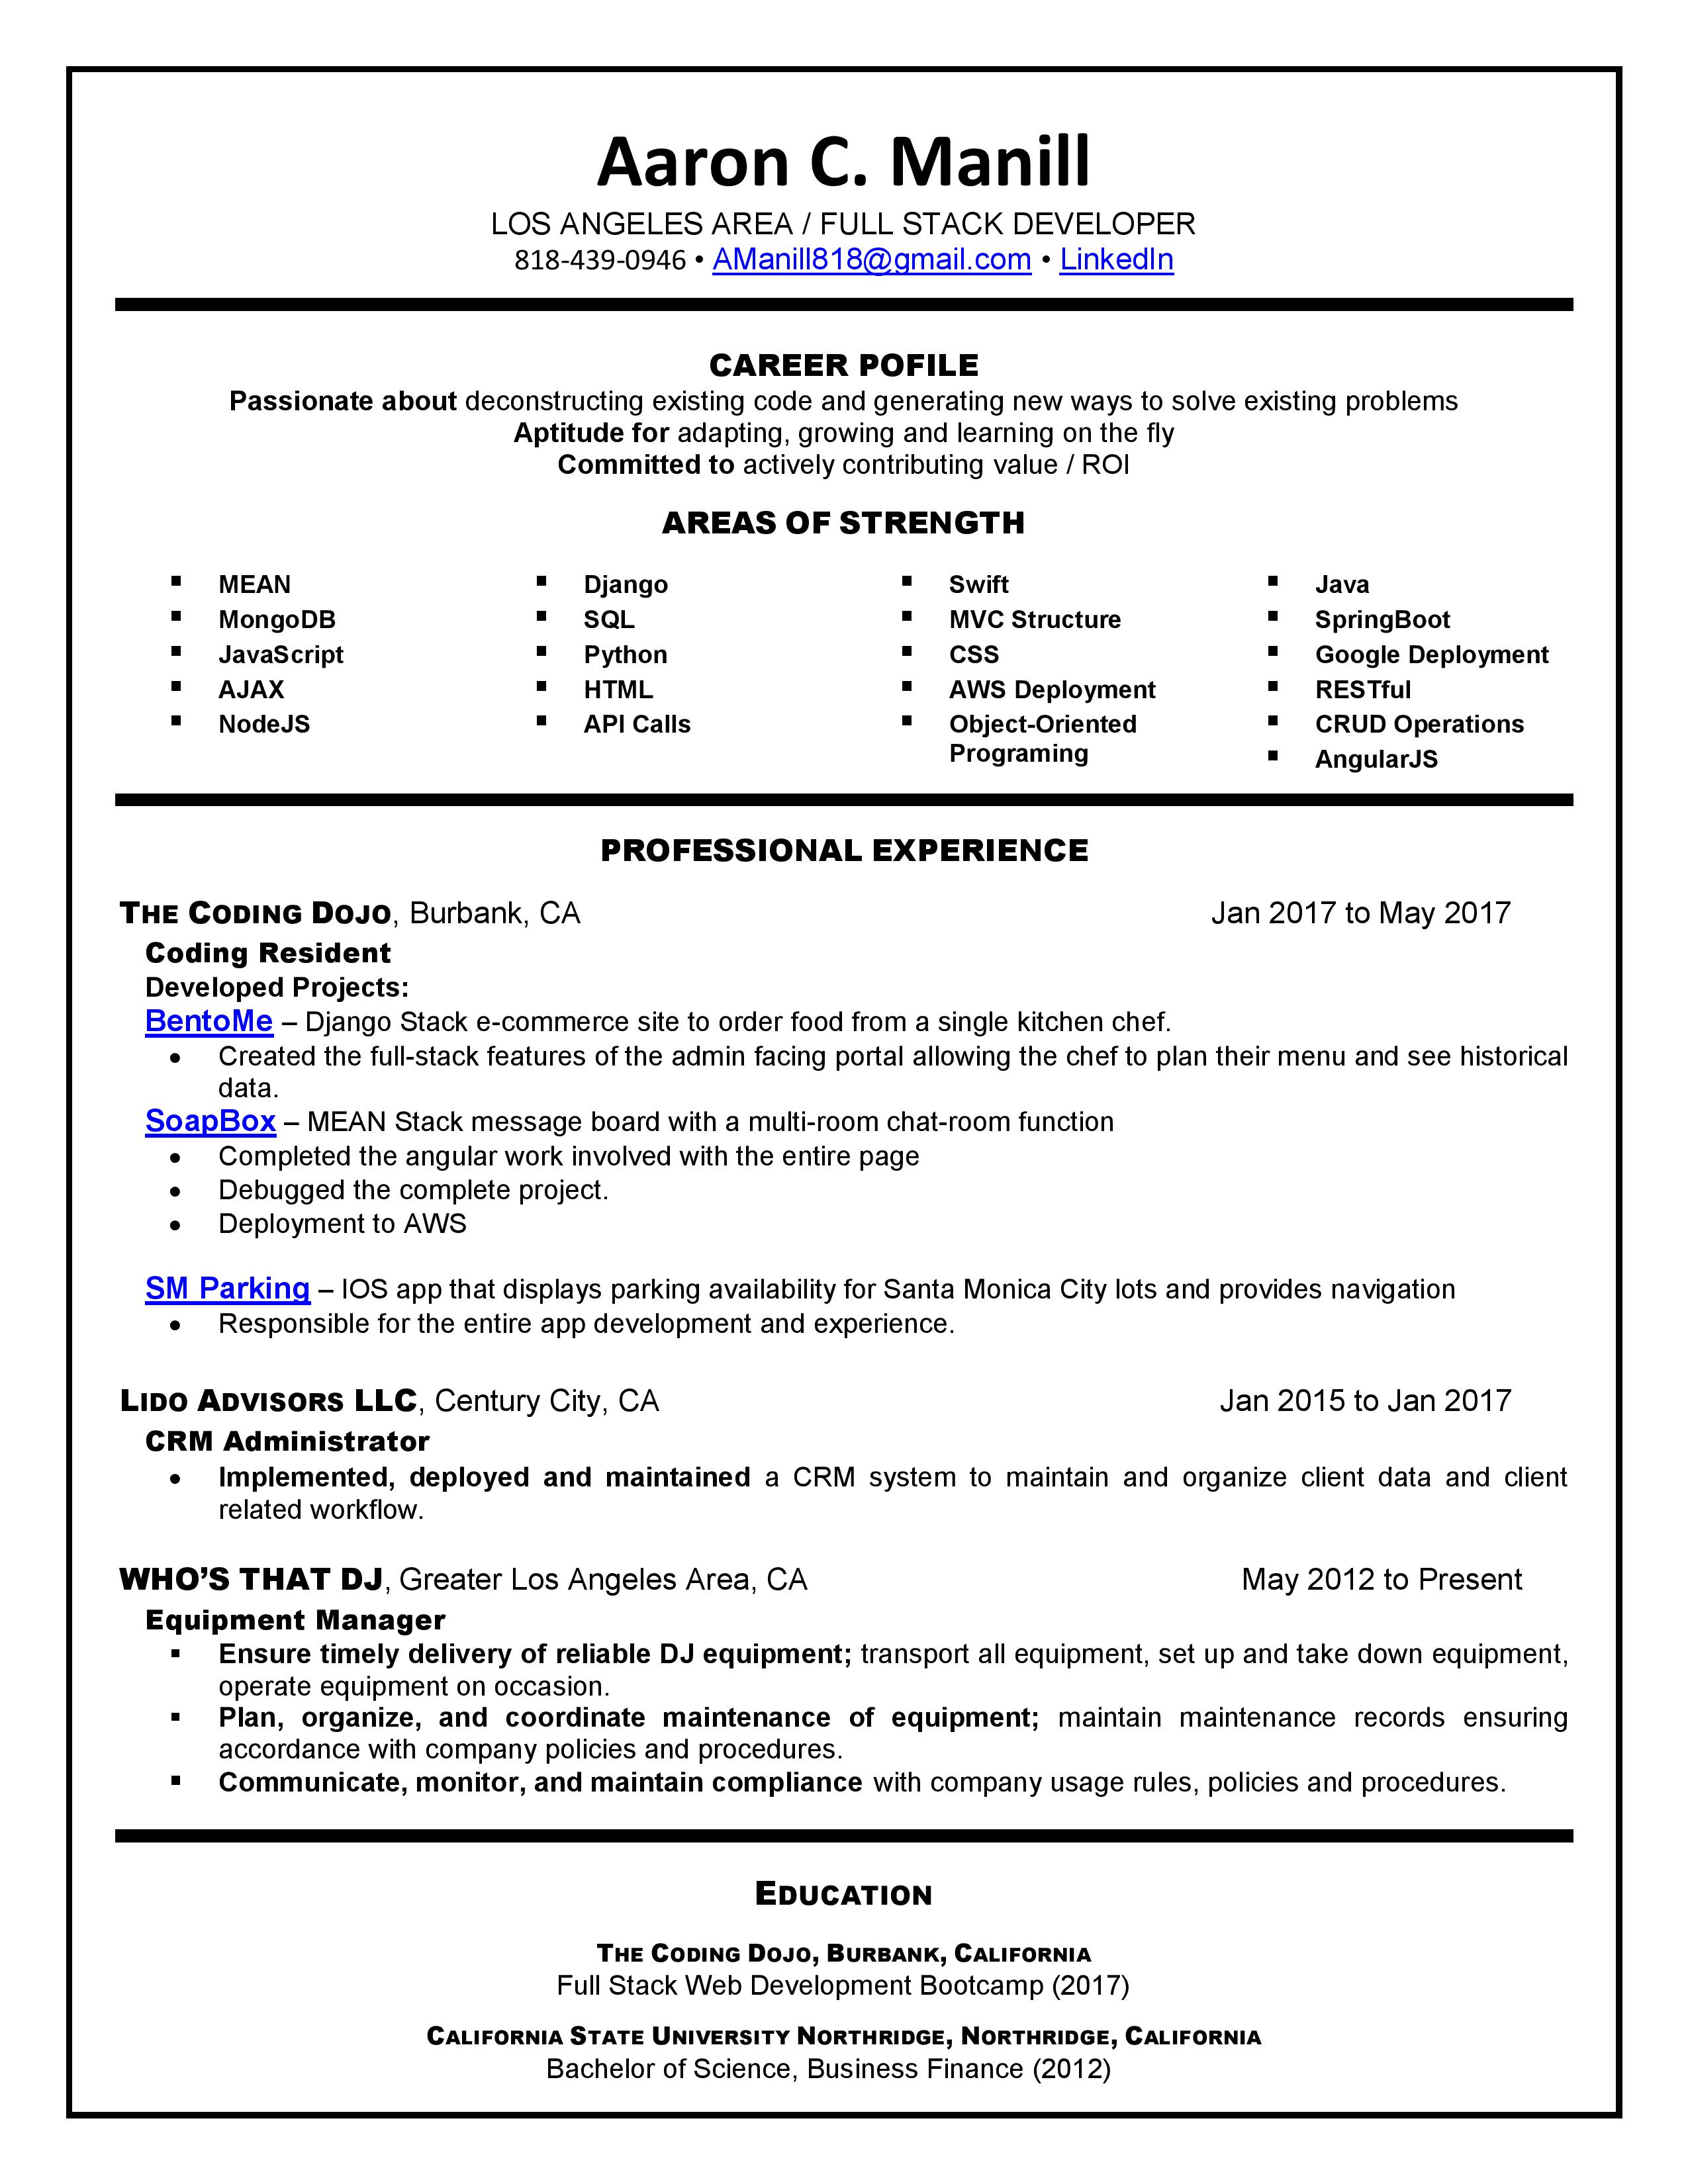 Aaron C. Manill
LOS ANGELES AREA / FULL STACK DEVELOPER
818-439-0946 • AManill818@gmail.com • LinkedIn
CAREER POFILE
Passionate about deconstructing existing code and generating new ways to solve existing problems
Aptitude for adapting, growing and learning on the fly
Committed to actively contributing value / ROI
AREAS OF STRENGTH
▪ MEAN
▪ MongoDB
▪ JavaScript
▪ AJAX
▪ NodeJS
▪ Django
▪ SQL
▪ Python
▪ HTML
▪ API Calls
▪ Swift
▪ MVC Structure
▪ CSS
▪ AWS Deployment
▪ Object-Oriented
Programing
▪ Java
▪ SpringBoot
▪ Google Deployment
▪ RESTful
▪ CRUD Operations
▪ AngularJS
PROFESSIONAL EXPERIENCE
THE CODING DOJO, Burbank, CA Jan 2017 to May 2017
Coding Resident
Developed Projects:
BentoMe – Django Stack e-commerce site to order food from a single kitchen chef.
• Created the full-stack features of the admin facing portal allowing the chef to plan their menu and see historical
data.
SoapBox – MEAN Stack message board with a multi-room chat-room function
• Completed the angular work involved with the entire page
• Debugged the complete project.
• Deployment to AWS
SM Parking – IOS app that displays parking availability for Santa Monica City lots and provides navigation
• Responsible for the entire app development and experience.
LIDO ADVISORS LLC, Century City, CA Jan 2015 to Jan 2017
CRM Administrator
• Implemented, deployed and maintained a CRM system to maintain and organize client data and client
related workflow.
WHO'S THAT DJ, Greater Los Angeles Area, CA May 2012 to Present
Equipment Manager
▪ Ensure timely delivery of reliable DJ equipment; transport all equipment, set up and take down equipment,
operate equipment on occasion.
▪ Plan, organize, and coordinate maintenance of equipment; maintain maintenance records ensuring
accordance with company policies and procedures.
▪ Communicate, monitor, and maintain compliance with company usage rules, policies and procedures.
EDUCATION
THE CODING DOJO, BURBANK, CALIFORNIA
Full Stack Web Development Bootcamp (2017)
CALIFORNIA STATE UNIVERSITY NORTHRIDGE, NORTHRIDGE, CALIFORNIA
Bachelor of Science, Business Finance (2012)